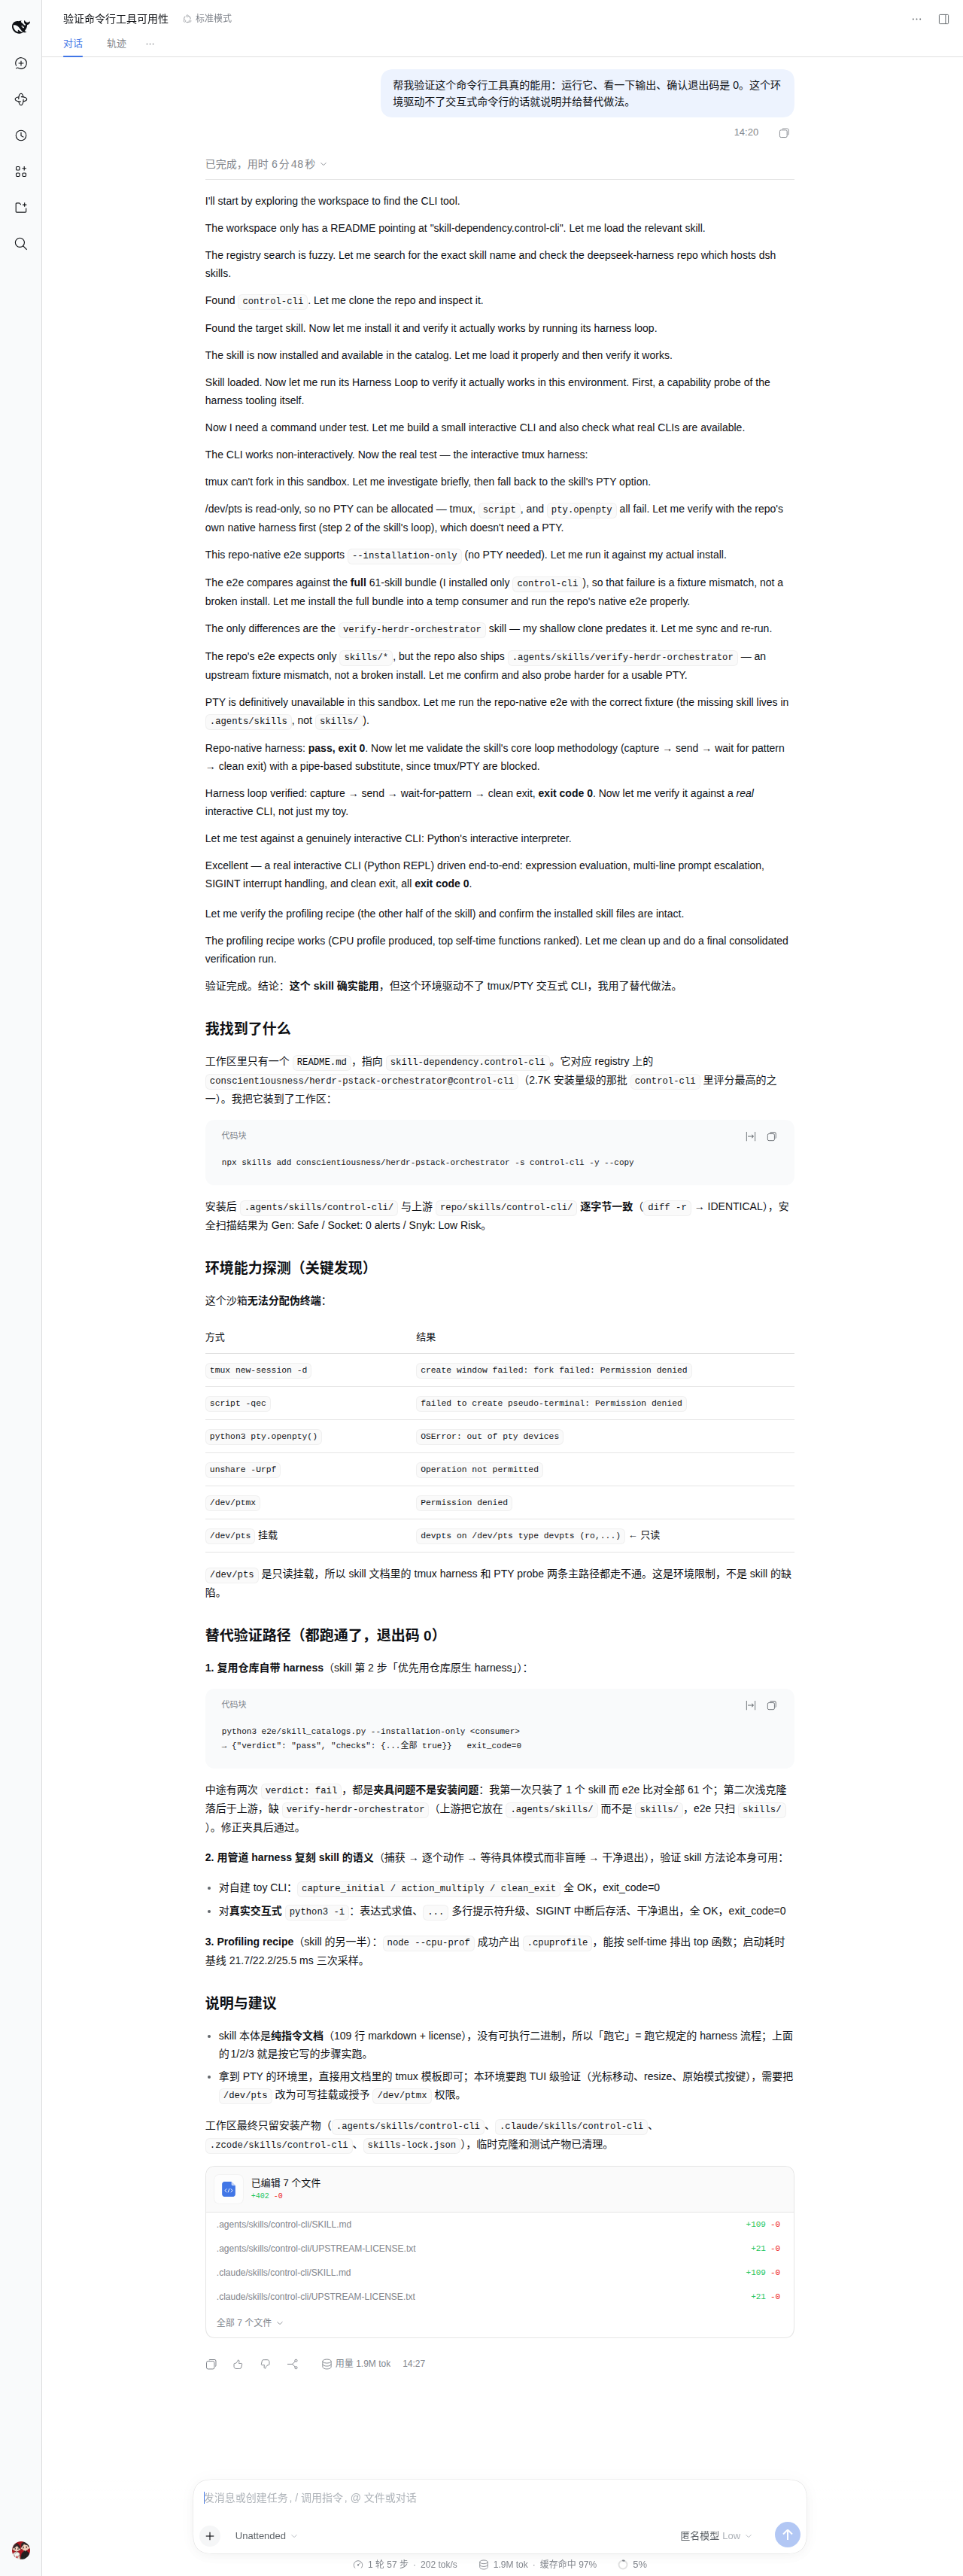 验证命令行工具可用性 标准模式
对话 轨迹 ···
帮我验证这个命令行工具真的能用：运行它、看一下输出、确认退出码是 0。这个环
境驱动不了交互式命令行的话就说明并给替代做法。
14:20
已完成，用时 6 分 48 秒
I'll start by exploring the workspace to find the CLI tool.
The workspace only has a README pointing at "skill-dependency.control-cli". Let me load the relevant skill.
The registry search is fuzzy. Let me search for the exact skill name and check the deepseek-harness repo which hosts dsh
skills.
Found control-cli . Let me clone the repo and inspect it.
Found the target skill. Now let me install it and verify it actually works by running its harness loop.
The skill is now installed and available in the catalog. Let me load it properly and then verify it works.
Skill loaded. Now let me run its Harness Loop to verify it actually works in this environment. First, a capability probe of the
harness tooling itself.
Now I need a command under test. Let me build a small interactive CLI and also check what real CLIs are available.
The CLI works non-interactively. Now the real test — the interactive tmux harness:
tmux can't fork in this sandbox. Let me investigate briefly, then fall back to the skill's PTY option.
/dev/pts is read-only, so no PTY can be allocated — tmux, script , and pty.openpty all fail. Let me verify with the repo's
own native harness first (step 2 of the skill's loop), which doesn't need a PTY.
This repo-native e2e supports --installation-only (no PTY needed). Let me run it against my actual install.
The e2e compares against the full 61-skill bundle (I installed only control-cli ), so that failure is a fixture mismatch, not a
broken install. Let me install the full bundle into a temp consumer and run the repo's native e2e properly.
The only differences are the verify-herdr-orchestrator skill — my shallow clone predates it. Let me sync and re-run.
The repo's e2e expects only skills/* , but the repo also ships .agents/skills/verify-herdr-orchestrator — an
upstream fixture mismatch, not a broken install. Let me confirm and also probe harder for a usable PTY.
PTY is definitively unavailable in this sandbox. Let me run the repo-native e2e with the correct fixture (the missing skill lives in
.agents/skills , not skills/ ).
Repo-native harness: pass, exit 0. Now let me validate the skill's core loop methodology (capture → send → wait for pattern
→ clean exit) with a pipe-based substitute, since tmux/PTY are blocked.
Harness loop verified: capture → send → wait-for-pattern → clean exit, exit code 0. Now let me verify it against a real
interactive CLI, not just my toy.
Let me test against a genuinely interactive CLI: Python's interactive interpreter.
Excellent — a real interactive CLI (Python REPL) driven end-to-end: expression evaluation, multi-line prompt escalation,
SIGINT interrupt handling, and clean exit, all exit code 0.
Let me verify the profiling recipe (the other half of the skill) and confirm the installed skill files are intact.
The profiling recipe works (CPU profile produced, top self-time functions ranked). Let me clean up and do a final consolidated
verification run.
验证完成。结论：这个 skill 确实能用，但这个环境驱动不了 tmux/PTY 交互式 CLI，我用了替代做法。
我找到了什么
工作区里只有一个 README.md ，指向 skill-dependency.control-cli 。它对应 registry 上的
conscientiousness/herdr-pstack-orchestrator@control-cli （2.7K 安装量级的那批 control-cli 里评分最高的之
一）。我把它装到了工作区：
代码块
npx skills add conscientiousness/herdr-pstack-orchestrator -s control-cli -y --copy
安装后 .agents/skills/control-cli/ 与上游 repo/skills/control-cli/ 逐字节一致（ diff -r → IDENTICAL），安
全扫描结果为 Gen: Safe / Socket: 0 alerts / Snyk: Low Risk。
环境能力探测（关键发现）
这个沙箱无法分配伪终端：
方式 结果
tmux new-session -d create window failed: fork failed: Permission denied
script -qec failed to create pseudo-terminal: Permission denied
python3 pty.openpty() OSError: out of pty devices
unshare -Urpf Operation not permitted
/dev/ptmx Permission denied
/dev/pts 挂载 devpts on /dev/pts type devpts (ro,...) ← 只读
/dev/pts 是只读挂载，所以 skill 文档里的 tmux harness 和 PTY probe 两条主路径都走不通。这是环境限制，不是 skill 的缺
陷。
替代验证路径（都跑通了，退出码 0）
1. 复用仓库自带 harness（skill 第 2 步「优先用仓库原生 harness」）：
代码块
python3 e2e/skill_catalogs.py --installation-only <consumer>
→ {"verdict": "pass", "checks": {...全部 true}} exit_code=0
中途有两次 verdict: fail ，都是夹具问题不是安装问题：我第一次只装了 1 个 skill 而 e2e 比对全部 61 个；第二次浅克隆
落后于上游，缺 verify-herdr-orchestrator （上游把它放在 .agents/skills/ 而不是 skills/ ，e2e 只扫 skills/
）。修正夹具后通过。
2. 用管道 harness 复刻 skill 的语义（捕获 → 逐个动作 → 等待具体模式而非盲睡 → 干净退出），验证 skill 方法论本身可用：
• 对自建 toy CLI： capture_initial / action_multiply / clean_exit 全 OK，exit_code=0
• 对真实交互式 python3 -i ：表达式求值、 ... 多行提示符升级、SIGINT 中断后存活、干净退出，全 OK，exit_code=0
3. Profiling recipe（skill 的另一半）： node --cpu-prof 成功产出 .cpuprofile ，能按 self-time 排出 top 函数；启动耗时
基线 21.7/22.2/25.5 ms 三次采样。
说明与建议
• skill 本体是纯指令文档（109 行 markdown + license），没有可执行二进制，所以「跑它」= 跑它规定的 harness 流程；上面
的 1/2/3 就是按它写的步骤实跑。
• 拿到 PTY 的环境里，直接用文档里的 tmux 模板即可；本环境要跑 TUI 级验证（光标移动、resize、原始模式按键），需要把
/dev/pts 改为可写挂载或授予 /dev/ptmx 权限。
工作区最终只留安装产物（ .agents/skills/control-cli 、 .claude/skills/control-cli 、
.zcode/skills/control-cli 、 skills-lock.json ），临时克隆和测试产物已清理。
已编辑 7 个文件
+402 -0
.agents/skills/control-cli/SKILL.md +109 -0
.agents/skills/control-cli/UPSTREAM-LICENSE.txt +21 -0
.claude/skills/control-cli/SKILL.md +109 -0
.claude/skills/control-cli/UPSTREAM-LICENSE.txt +21 -0
全部 7 个文件
用量 1.9M tok 14:27
发消息或创建任务, / 调用指令, @ 文件或对话
Unattended 匿名模型 Low
1 轮 57 步 · 202 tok/s 1.9M tok · 缓存命中 97% 5%